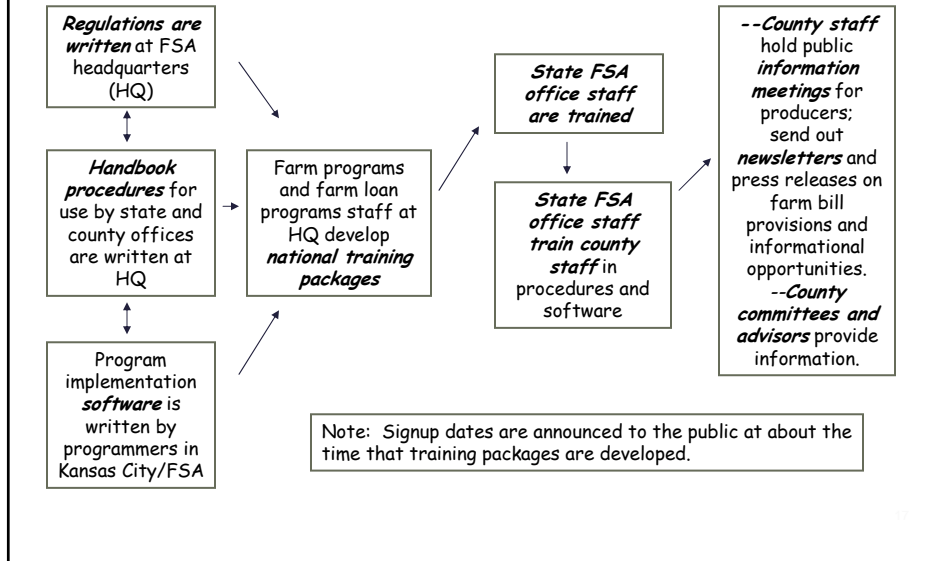 Regulations are
written at FSA
headquarters
(HQ)
Handbook
procedures for
use by state and
county offices
are written at
HQ
Program
implementation
software is
written by
programmers in
Kansas City/FSA
Farm programs
and farm loan
programs staff at
HQ develop
national training
packages
State FSA
office staff
are trained
State FSA
office staff
train county
staff in
procedures and
software
--County staff
hold public
information
meetings for
producers;
send out
newsletters and
press releases on
farm bill
provisions and
informational
opportunities.
--County
committees and
advisors provide
information.
Note:  Signup dates are announced to the public at about the
time that training packages are developed.
17